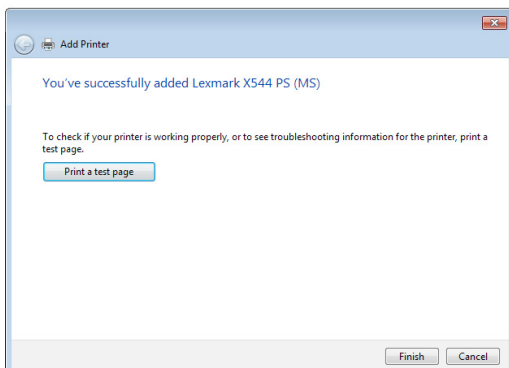 Add Printer
You've successfully added Lexmark X544 PS (MS)
To check if your printer is working properly, or to see troubleshooting information for the printer, print a
test page.
Print a test page
Finish Cancel